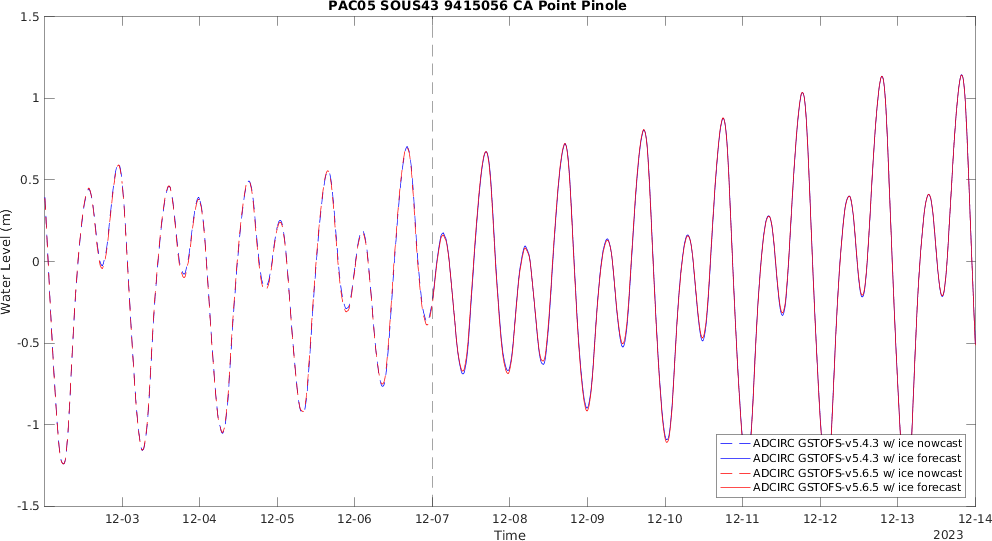 PAC05 SOUS43 9415056 CA Point Pinole
1.5
1
0.5
0
-0.5
-1
-1.5
Water Level (m)
12-03 12-04 12-05 12-06 12-07 12-08 12-09 12-10 12-11 12-12 12-13 12-14
Time
2023
ADCIRC GSTOFS-v5.4.3 w/ ice nowcast
ADCIRC GSTOFS-v5.4.3 w/ ice forecast
ADCIRC GSTOFS-v5.6.5 w/ ice nowcast
ADCIRC GSTOFS-v5.6.5 w/ ice forecast